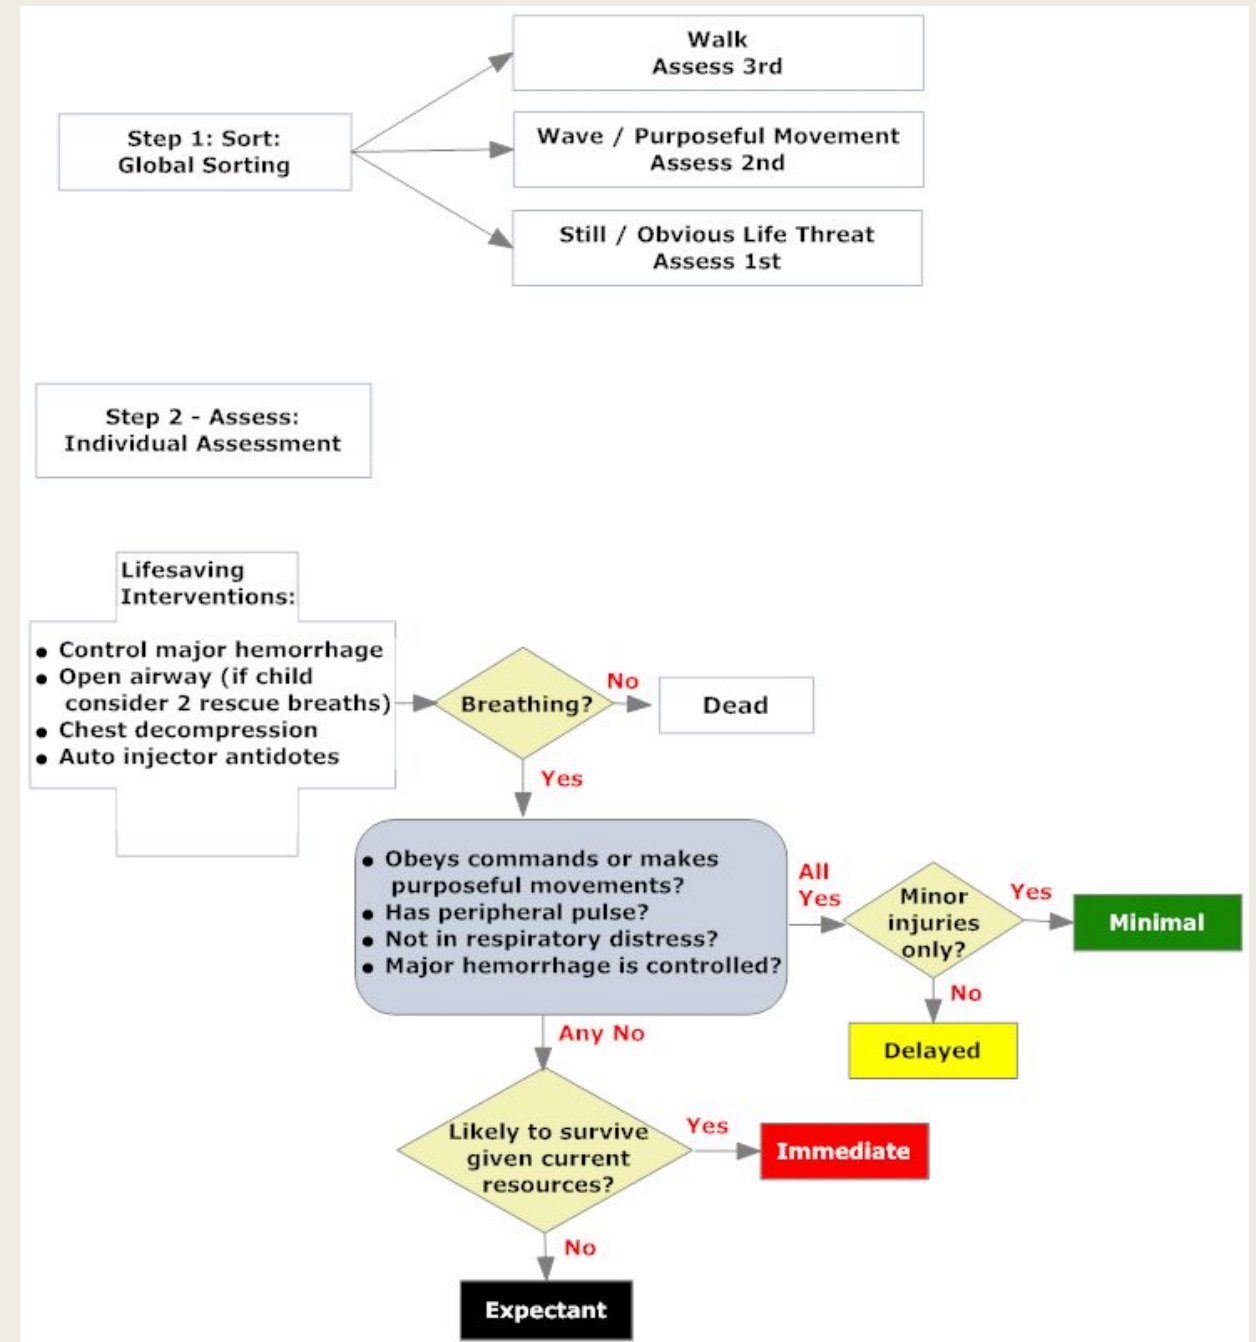 Walk
Assess 3rd
Step 1: Sort:
Global Sorting
Wave / Purposeful Movement
Assess 2nd
Still / Obvious Life Threat
Assess 1st
Step 2 - Assess:
Individual Assessment
Lifesaving
Interventions:
● Control major hemorrhage
● Open airway (if child
consider 2 rescue breaths)
● Chest decompression
● Auto injector antidotes
Breathing?
No
Dead
Yes
● Obeys commands or makes
purposeful movements?
● Has peripheral pulse?
● Not in respiratory distress?
● Major hemorrhage is controlled?
All
Yes
Minor
injuries
only?
Yes
Minimal
No
Delayed
Any No
Likely to survive
given current
resources?
Yes
Immediate
No
Expectant